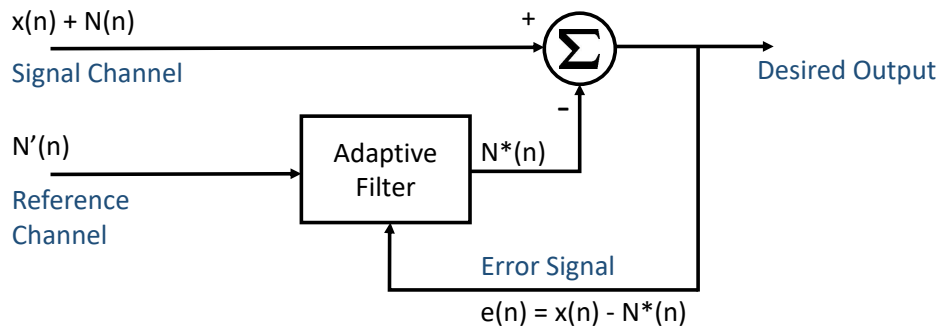 x(n) + N(n)
+
Σ
Signal Channel
Desired Output
-
N’(n)
Adaptive
Filter
N*(n)
Reference
Channel
Error Signal
e(n) = x(n) - N*(n)